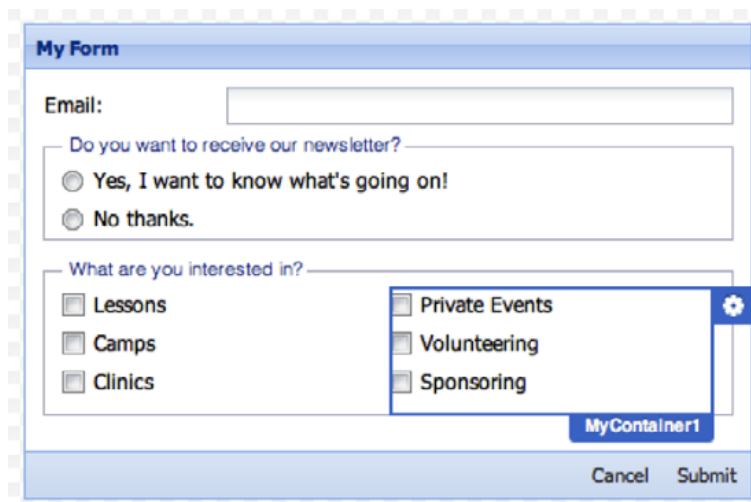 My Form
Email:
Do you want to receive our newsletter?
Yes, I want to know what's going on!
No thanks.
What are you interested in?
Lessons
Private Events
Camps
Volunteering
Clinics
Sponsoring
MyContainer1
Cancel Submit